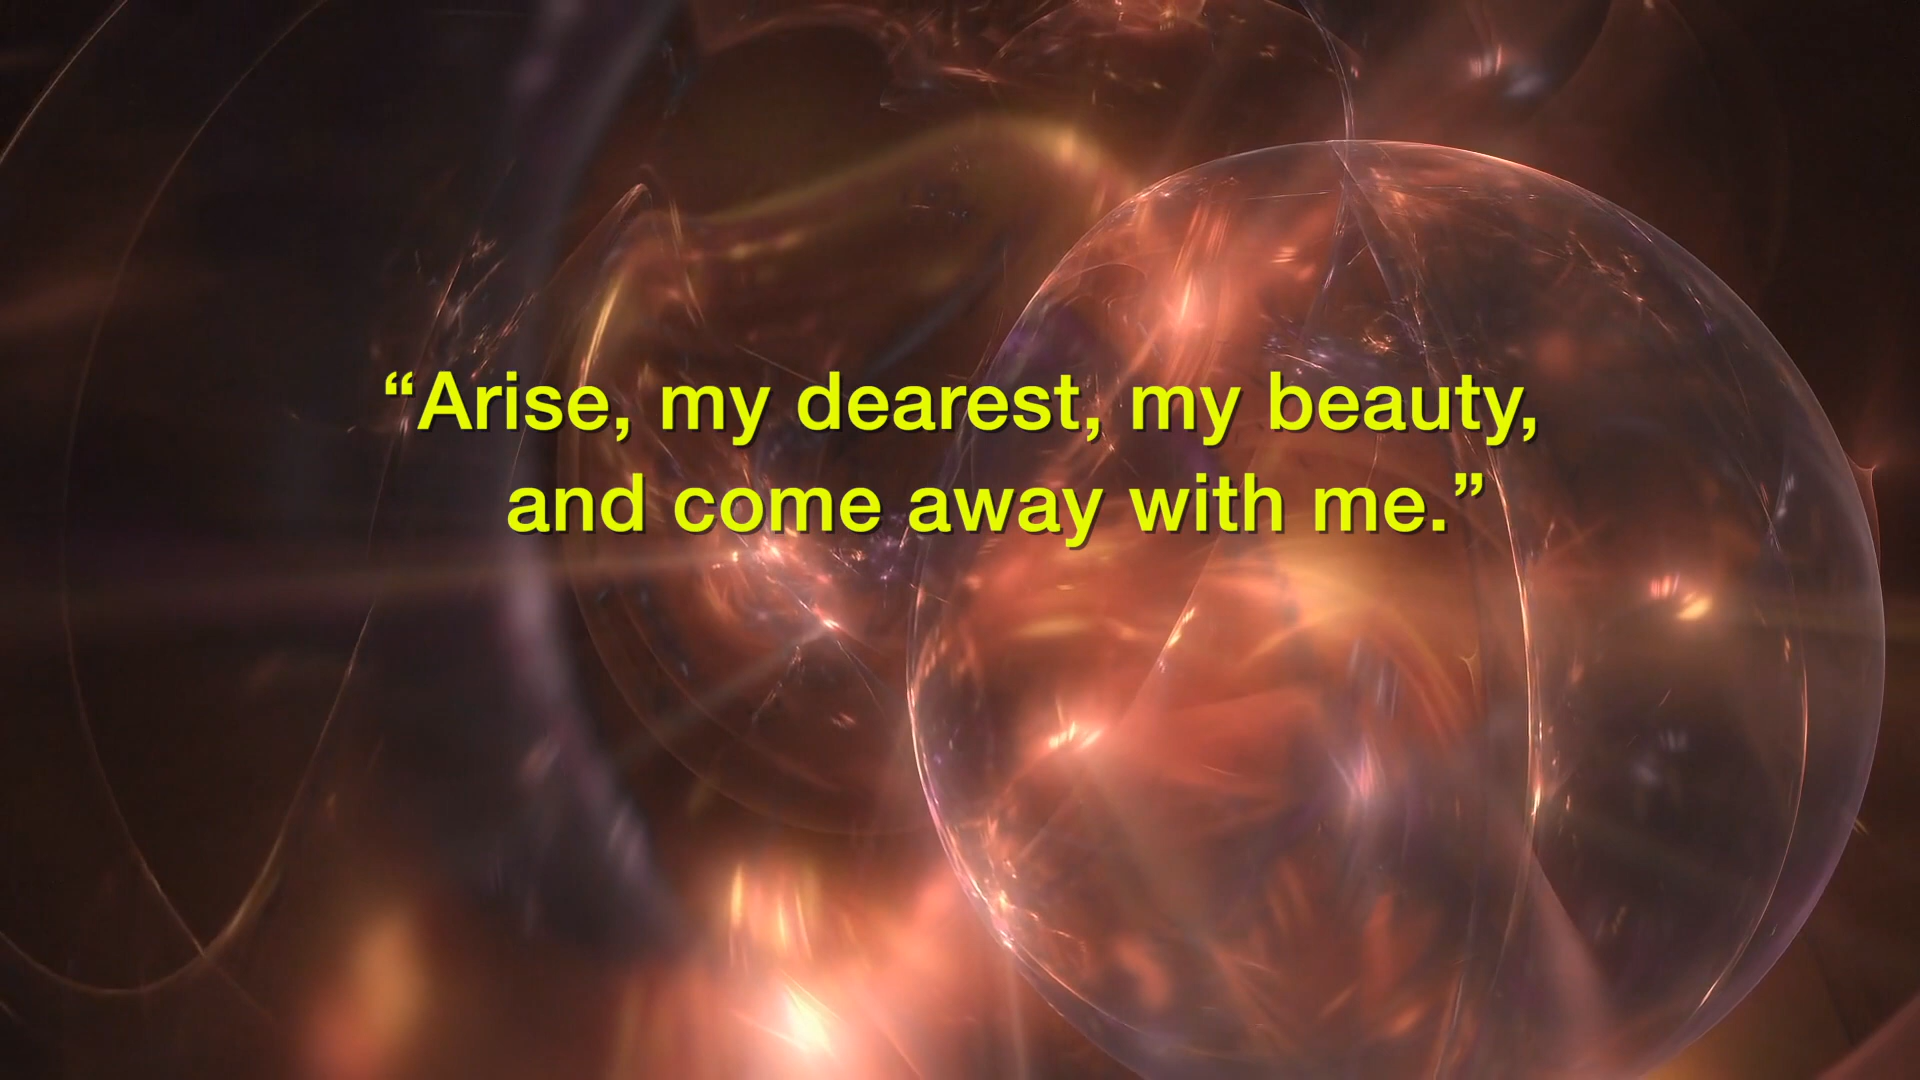 “Arise, my dearest, my beauty,
and come away with me.”